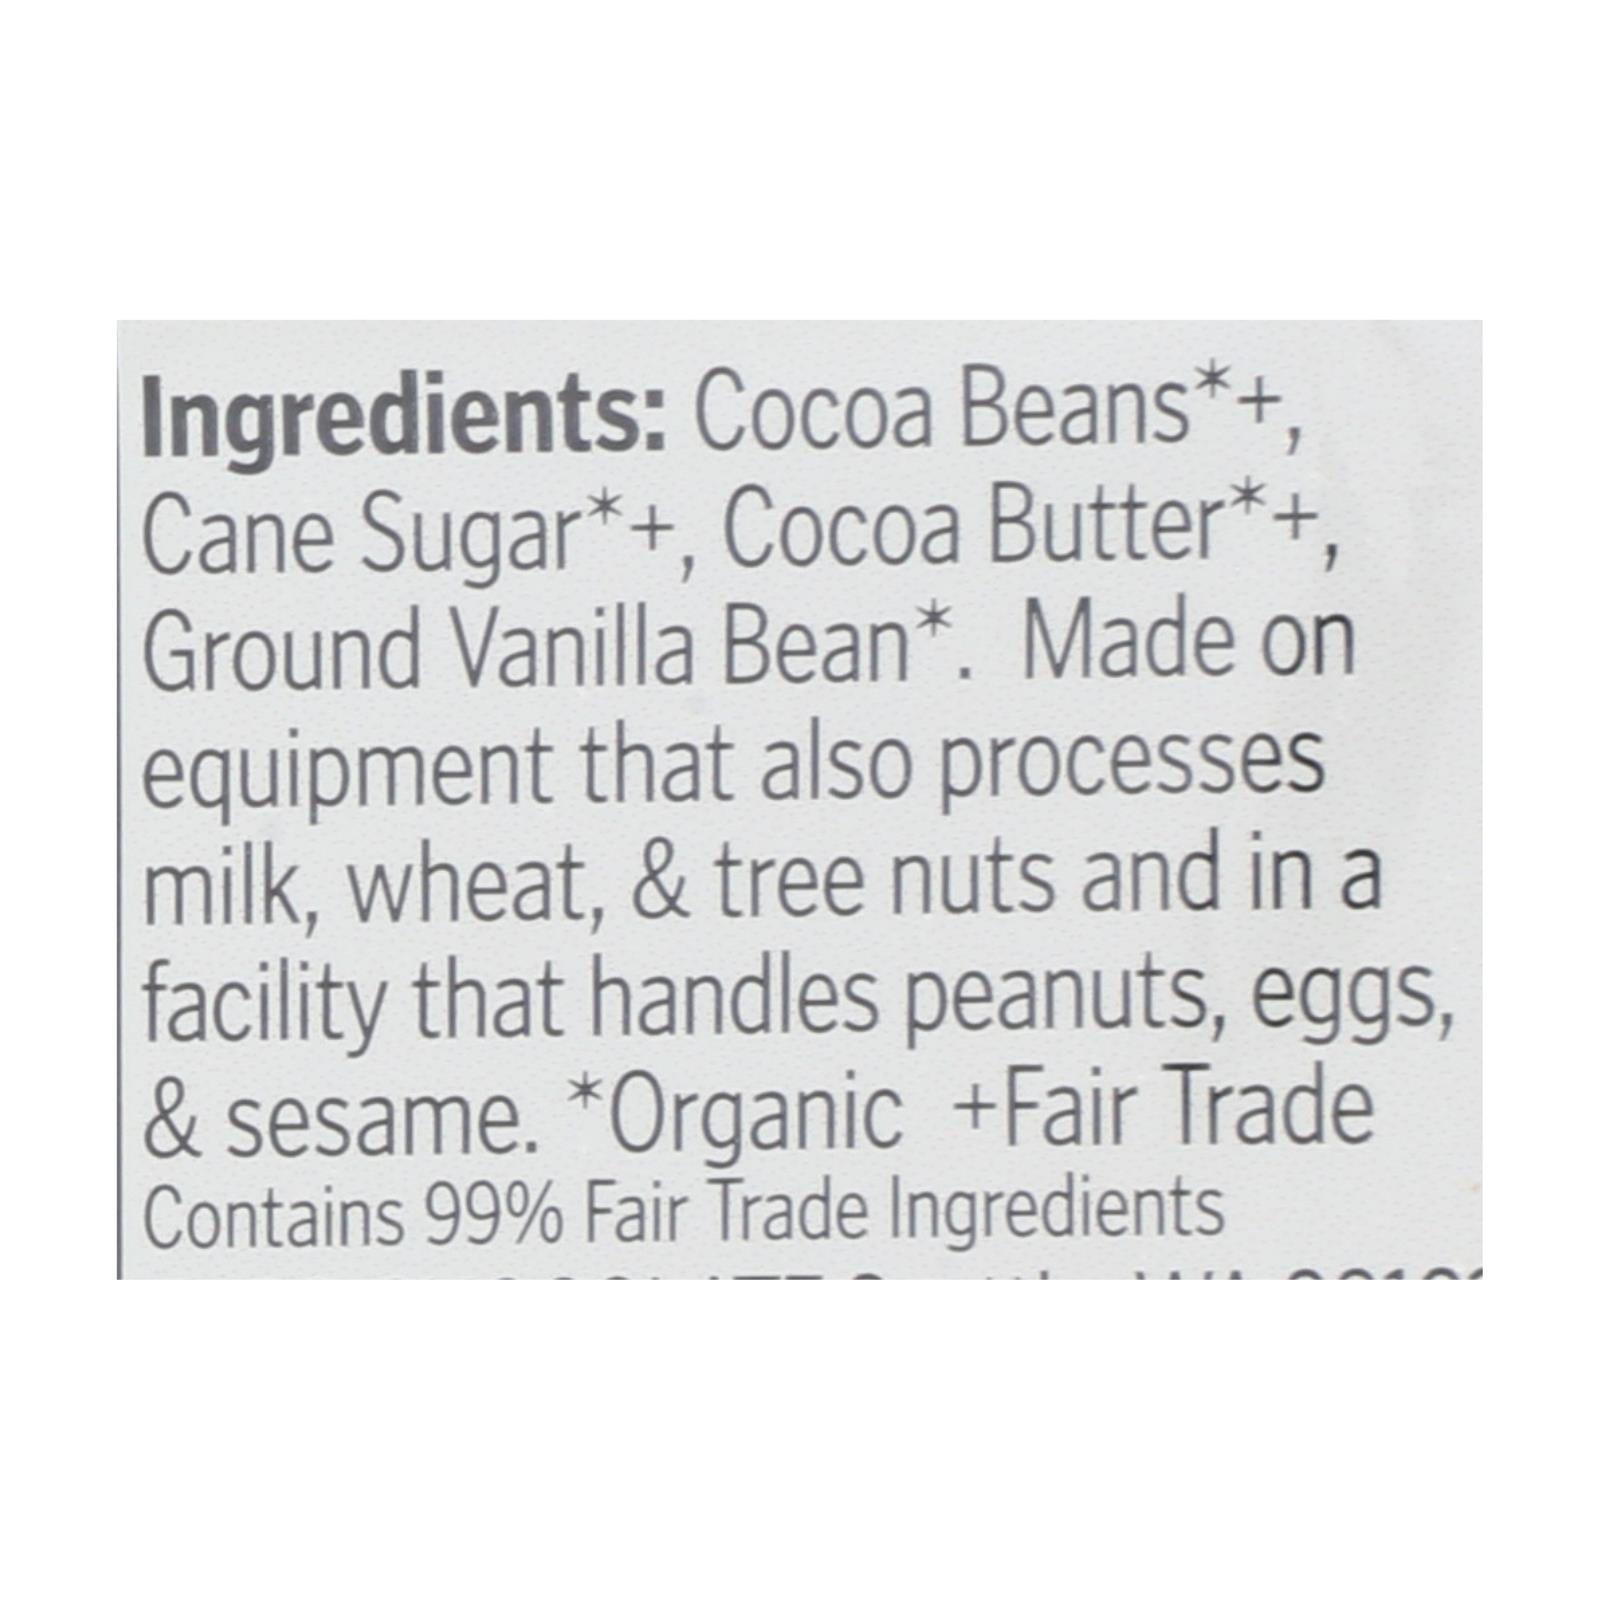 Ingredients: Cocoa Beans*+,
Cane Sugar*+, Cocoa Butter*+,
Ground Vanilla Bean*.  Made on
equipment that also processes
milk, wheat, & tree nuts and in a
facility that handles peanuts, eggs,
& sesame. *Organic  +Fair Trade
Contains 99% Fair Trade Ingredients